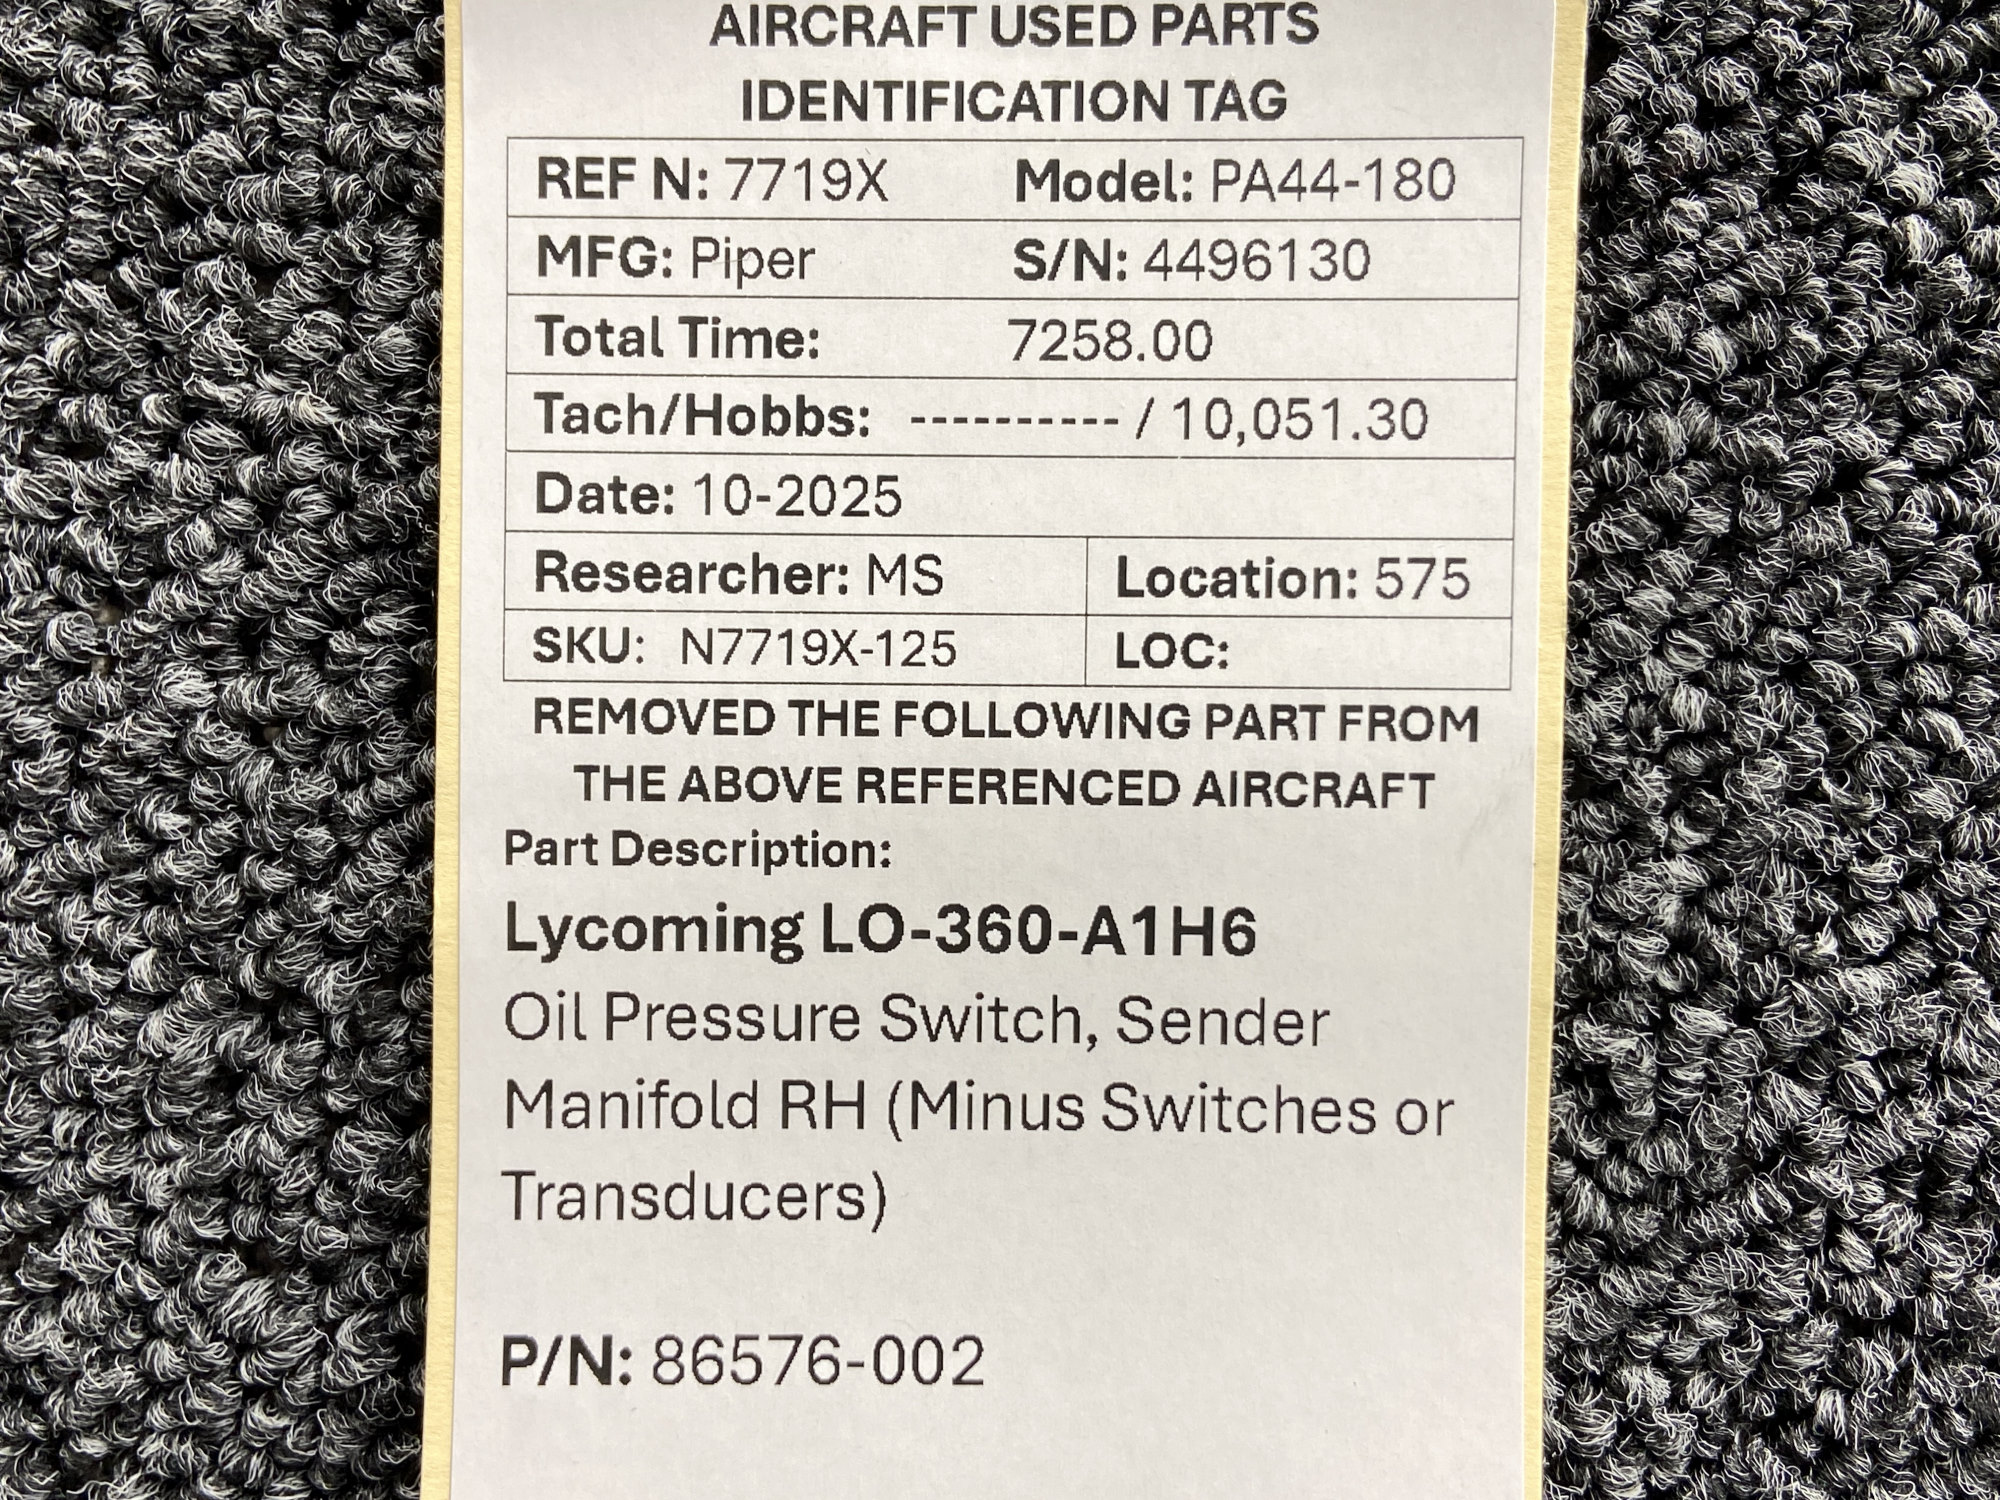 AIRCRAFT USED PARTS
IDENTIFICATION TAG
REF N: 7719X Model: PA44-180
MFG: Piper S/N: 4496130
Total Time: 7258.00
Tach/Hobbs: ---------- / 10,051.30
Date: 10-2025
Researcher: MS Location: 575
SKU: N7719X-125 LOC:
REMOVED THE FOLLOWING PART FROM
THE ABOVE REFERENCED AIRCRAFT
Part Description:
Lycoming LO-360-A1H6
Oil Pressure Switch, Sender
Manifold RH (Minus Switches or
Transducers)
P/N: 86576-002